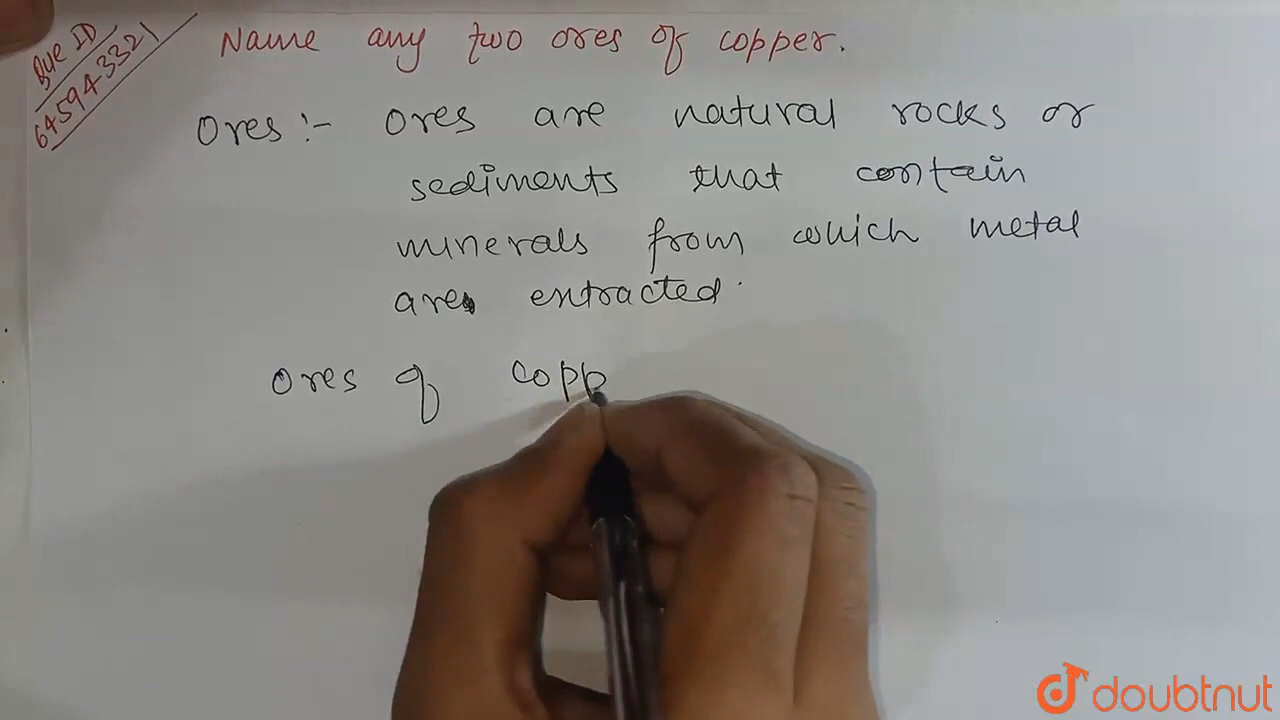 Que ID
645943321
Name any two ores of copper.
Ores :- Ores are natural rocks or
sediments that contain
minerals from which metal
are extracted.
Ores of copp
doubtnut